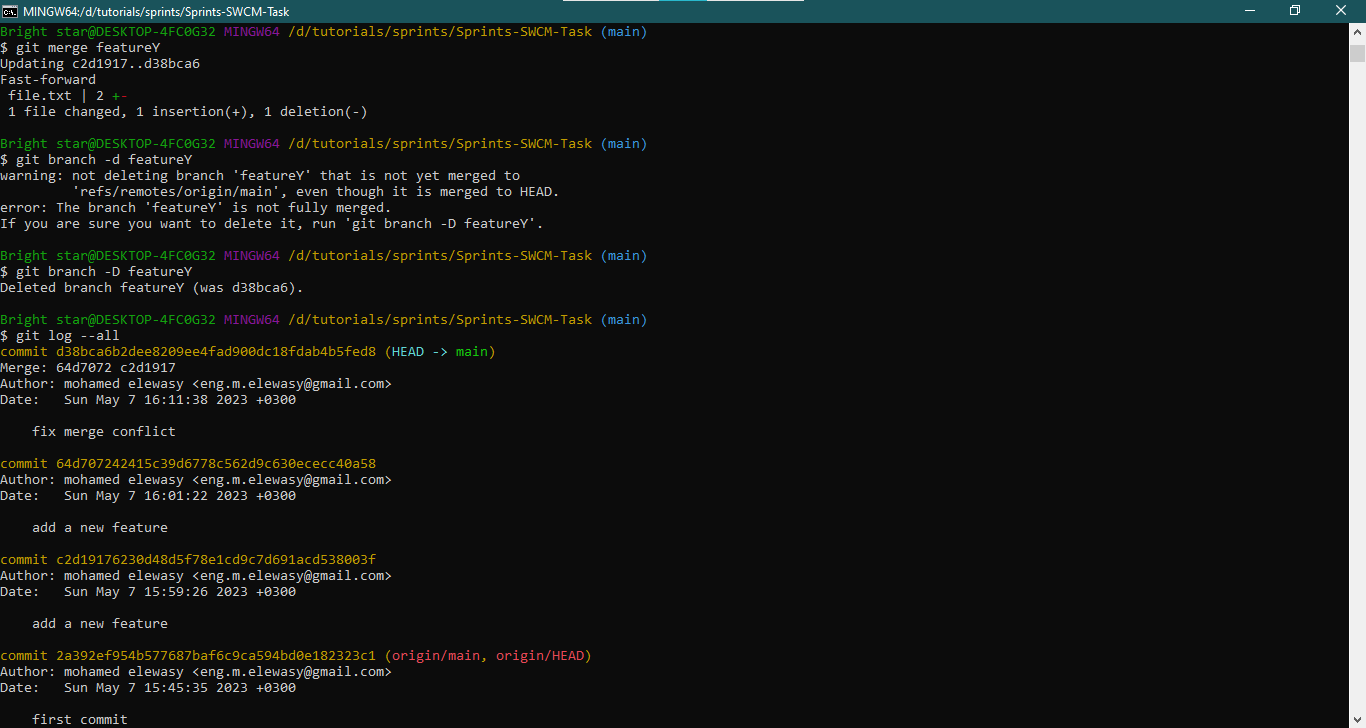 MINGW64:/d/tutorials/sprints/Sprints-SWCM-Task
Bright star@DESKTOP-4FC0G32 MINGW64 /d/tutorials/sprints/Sprints-SWCM-Task (main)
$ git merge featureY
Updating c2d1917..d38bca6
Fast-forward
 file.txt | 2 +-
 1 file changed, 1 insertion(+), 1 deletion(-)

Bright star@DESKTOP-4FC0G32 MINGW64 /d/tutorials/sprints/Sprints-SWCM-Task (main)
$ git branch -d featureY
warning: not deleting branch 'featureY' that is not yet merged to
         'refs/remotes/origin/main', even though it is merged to HEAD.
error: The branch 'featureY' is not fully merged.
If you are sure you want to delete it, run 'git branch -D featureY'.

Bright star@DESKTOP-4FC0G32 MINGW64 /d/tutorials/sprints/Sprints-SWCM-Task (main)
$ git branch -D featureY
Deleted branch featureY (was d38bca6).

Bright star@DESKTOP-4FC0G32 MINGW64 /d/tutorials/sprints/Sprints-SWCM-Task (main)
$ git log --all
commit d38bca6b2dee8209ee4fad900dc18fdab4b5fed8 (HEAD -> main)
Merge: 64d7072 c2d1917
Author: mohamed elewasy <eng.m.elewasy@gmail.com>
Date:   Sun May 7 16:11:38 2023 +0300

    fix merge conflict

commit 64d707242415c39d6778c562d9c630ececc40a58
Author: mohamed elewasy <eng.m.elewasy@gmail.com>
Date:   Sun May 7 16:01:22 2023 +0300

    add a new feature

commit c2d19176230d48d5f78e1cd9c7d691acd538003f
Author: mohamed elewasy <eng.m.elewasy@gmail.com>
Date:   Sun May 7 15:59:26 2023 +0300

    add a new feature

commit 2a392ef954b577687baf6c9ca594bd0e182323c1 (origin/main, origin/HEAD)
Author: mohamed elewasy <eng.m.elewasy@gmail.com>
Date:   Sun May 7 15:45:35 2023 +0300

    first commit